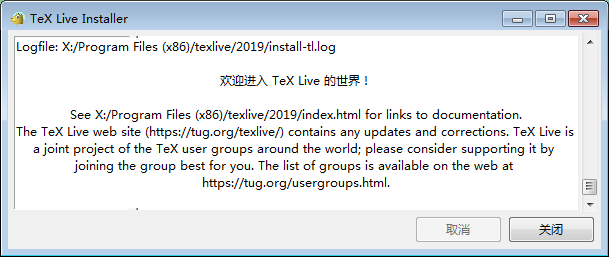 TeX Live Installer
Logfile: X:/Program Files (x86)/texlive/2019/install-tl.log
欢迎进入 TeX Live 的世界！
See X:/Program Files (x86)/texlive/2019/index.html for links to documentation.
The TeX Live web site (https://tug.org/texlive/) contains any updates and corrections. TeX Live is
a joint project of the TeX user groups around the world; please consider supporting it by
joining the group best for you. The list of groups is available on the web at
https://tug.org/usergroups.html.
取消
关闭